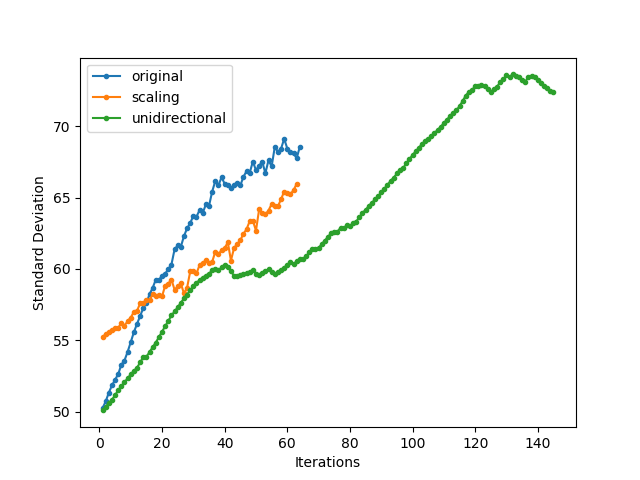 original
scaling
unidirectional
70
65
60
55
50
Standard Deviation
0 20 40 60 80 100 120 140
Iterations